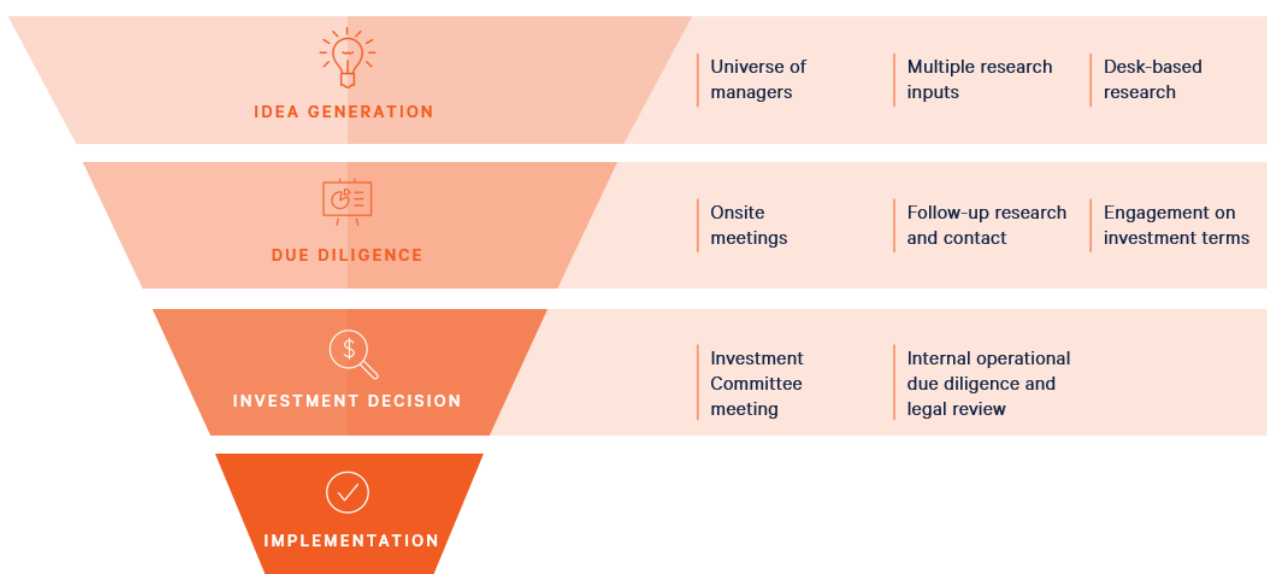 IDEA GENERATION
Universe of
managers
Multiple research
inputs
Desk-based
research
DUE DILIGENCE
Onsite
meetings
Follow-up research
and contact
Engagement on
investment terms
$
INVESTMENT DECISION
Investment
Committee
meeting
Internal operational
due diligence and
legal review
IMPLEMENTATION